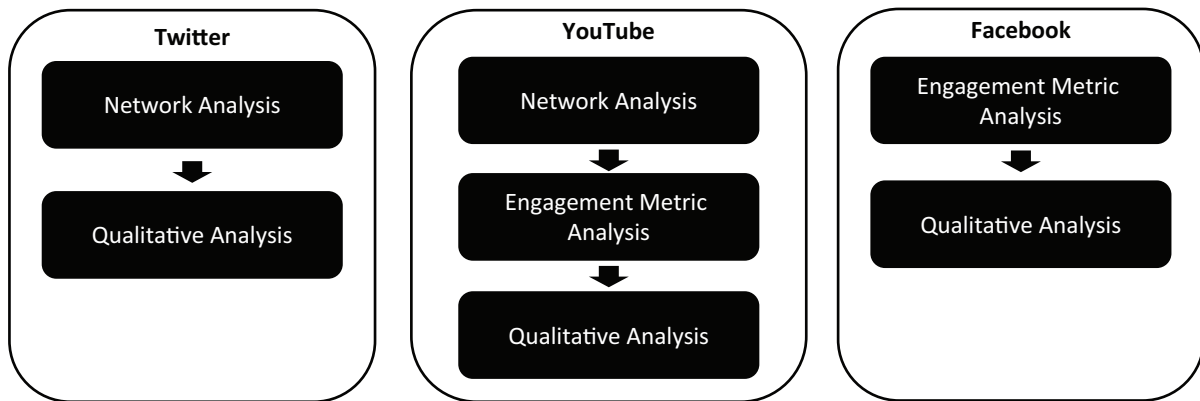 Twitter
Network Analysis
Qualitative Analysis
YouTube
Network Analysis
Engagement Metric
Analysis
Qualitative Analysis
Facebook
Engagement Metric
Analysis
Qualitative Analysis